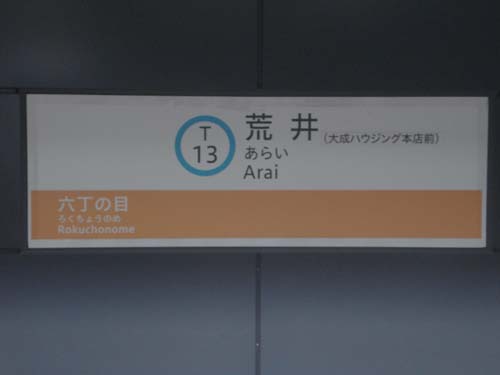 T
13
荒井
(大成ハウジング本店前)
あらい
Arai
六丁の目
ろくちょうのめ
Rokuchonome